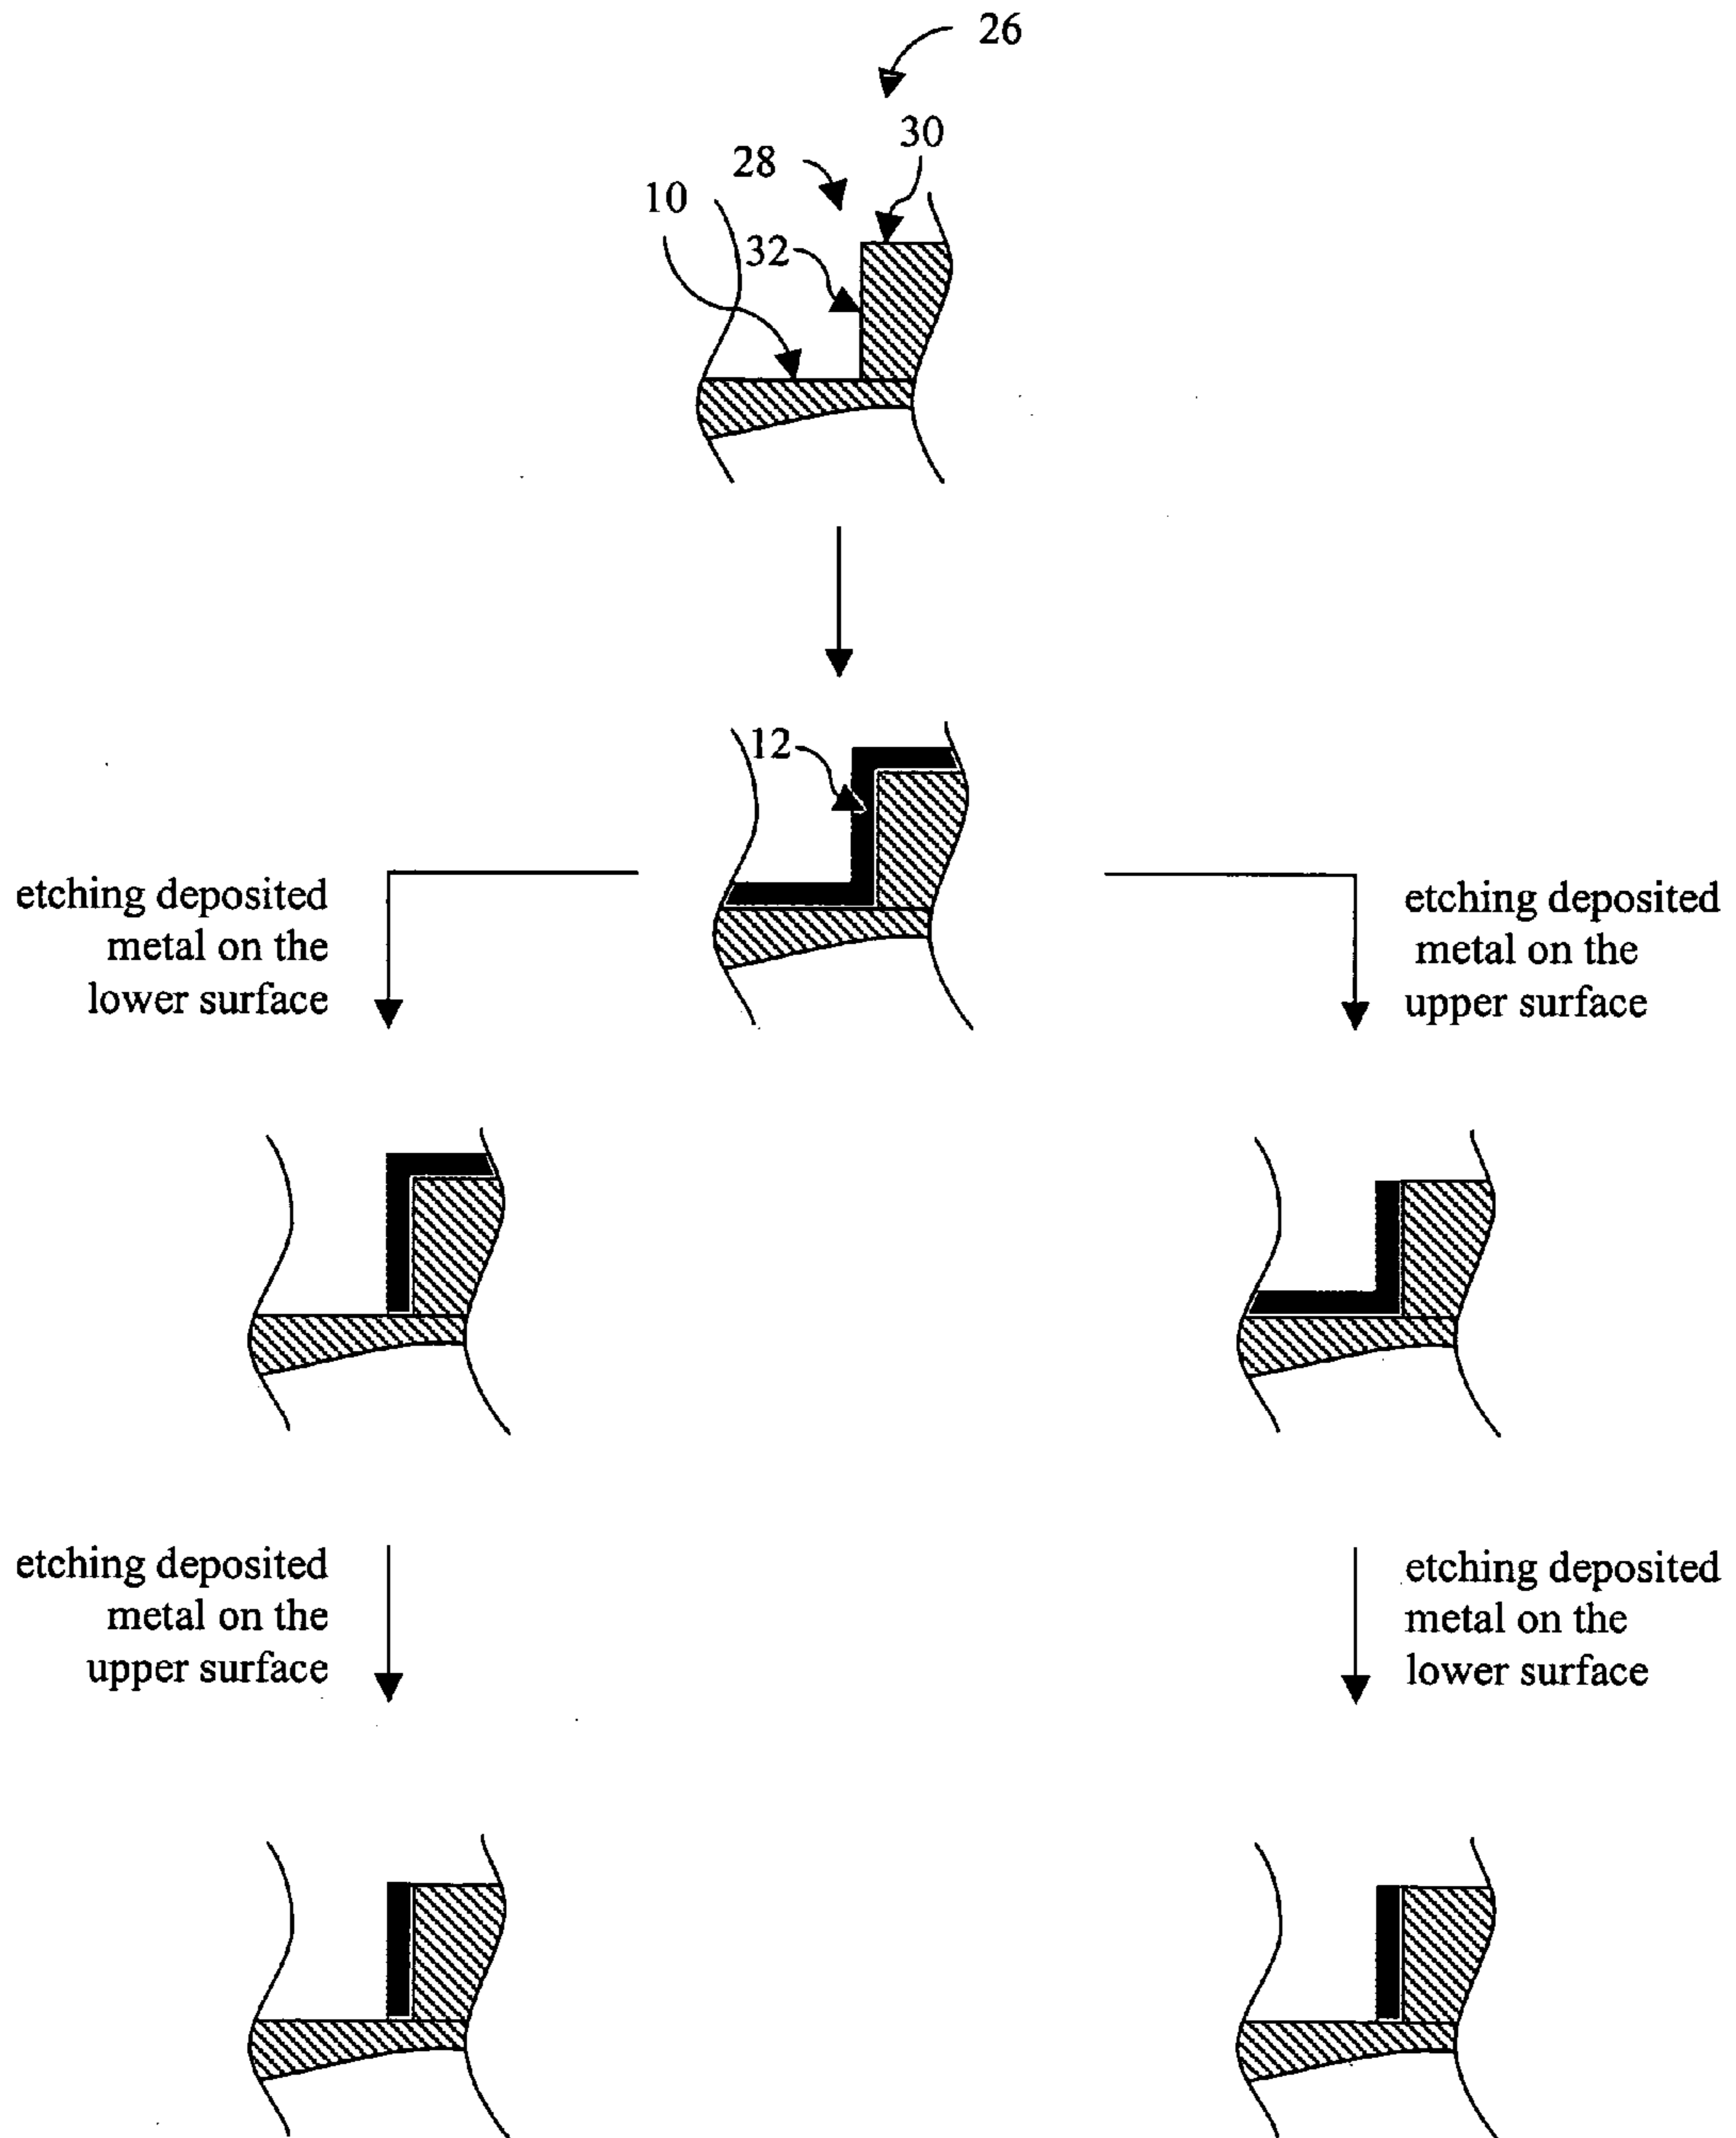 26
30
28
10
32
12
etching deposited
metal on the
lower surface
etching deposited
metal on the
upper surface
etching deposited
metal on the
upper surface
etching deposited
metal on the
lower surface